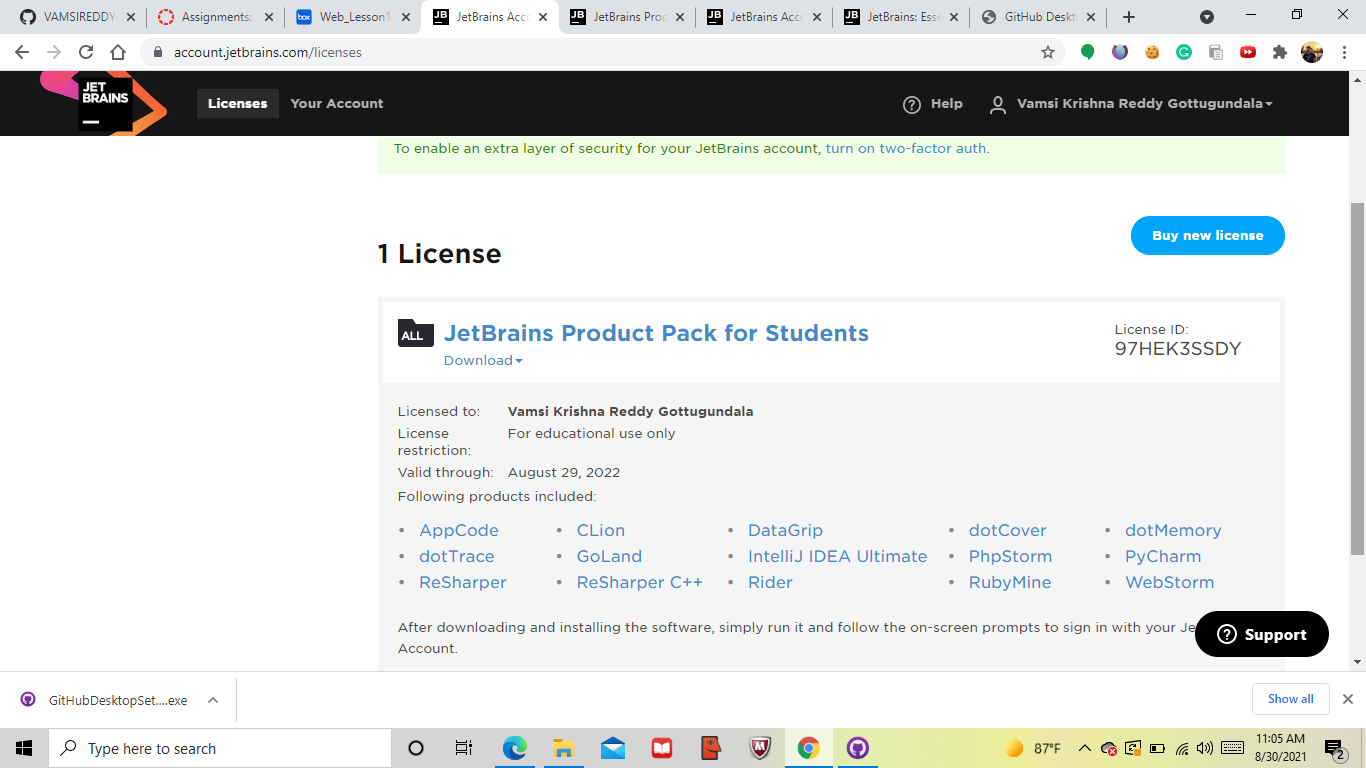 VAMSIREDDY
Assignments:
Web_Lesson1
JetBrains Acc
JetBrains Pro
JetBrains Acc
JetBrains: Ess
GitHub Deskt
account.jetbrains.com/licenses
JET
BRAINS
Licenses
Your Account
Help
Vamsi Krishna Reddy Gottugundala
To enable an extra layer of security for your JetBrains account, turn on two-factor auth.
1 License
Buy new license
ALL
JetBrains Product Pack for Students
Download
License ID:
97HEK3SSDY
Licensed to: Vamsi Krishna Reddy Gottugundala
License restriction: For educational use only
Valid through: August 29, 2022
Following products included:
• AppCode • CLion • DataGrip • dotCover • dotMemory
• dotTrace • GoLand • IntelliJ IDEA Ultimate • PhpStorm • PyCharm
• ReSharper • ReSharper C++ • Rider • RubyMine • WebStorm
After downloading and installing the software, simply run it and follow the on-screen prompts to sign in with your Je
Account.
Support
GitHubDesktopSet....exe
Show all
Type here to search
87°F
11:05 AM
8/30/2021
2